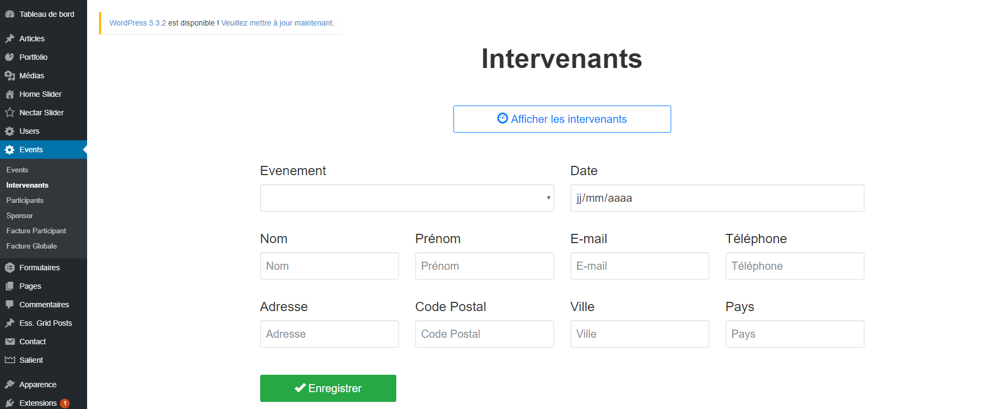 Tableau de bord
Articles
Portfolio
Médias
Home Slider
Nectar Slider
Users
Events
Events
Intervenants
Participants
Sponsor
Facture Participant
Facture Globale
Formulaires
Pages
Commentaires
Ess. Grid Posts
Contact
Salient
Apparence
Extensions 1
WordPress 5.3.2 est disponible ! Veuillez mettre à jour maintenant.
Intervenants
Afficher les intervenants
Evenement Date
jj/mm/aaaa
Nom Prénom E-mail Téléphone
Nom Prénom E-mail Téléphone
Adresse Code Postal Ville Pays
Adresse Code Postal Ville Pays
Enregistrer